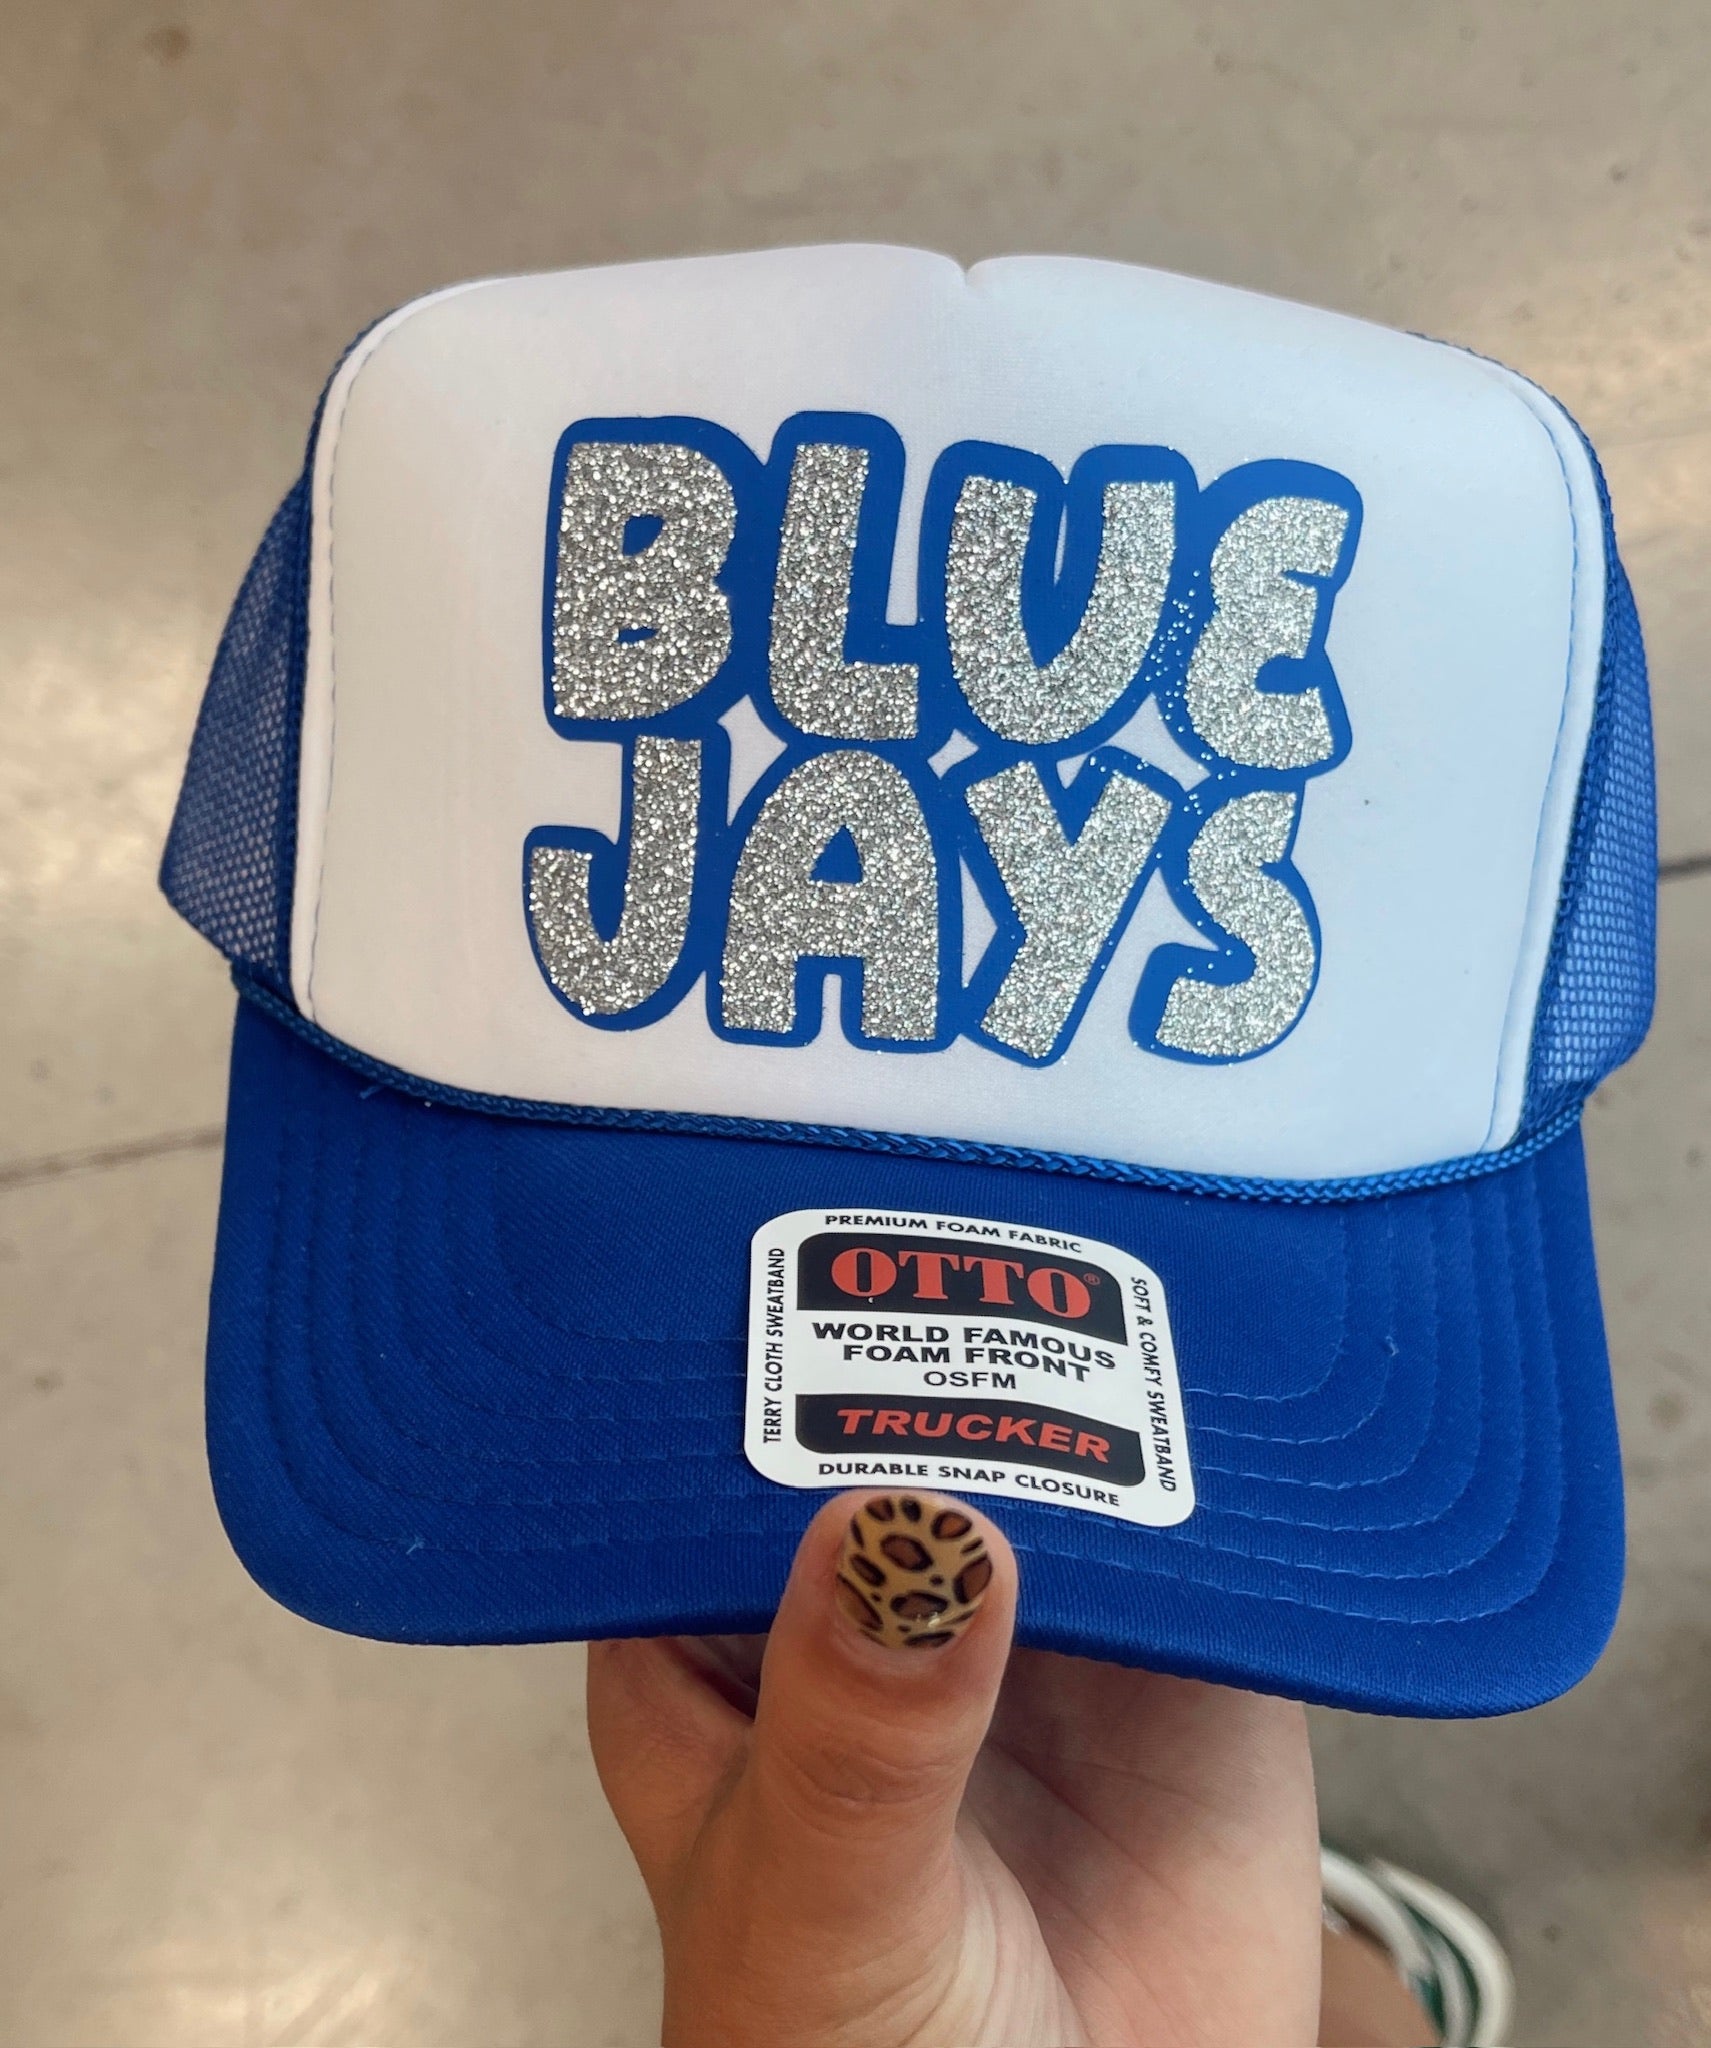 BLUE
JAYS
PREMIUM FOAM FABRIC
OTTO®
WORLD FAMOUS
FOAM FRONT
OSFM
TRUCKER
DURABLE SNAP CLOSURE
TERRY CLOTH SWEATBAND
SOFT & COMFY SWEATBAND